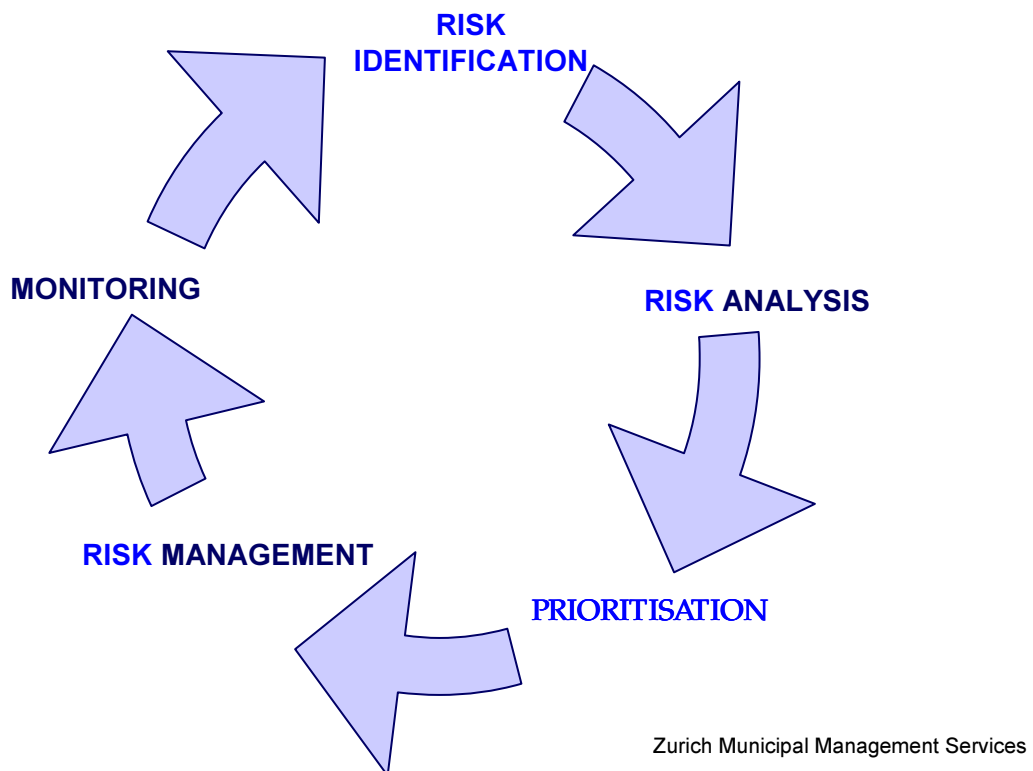 RISK
IDENTIFICATION
RISK ANALYSIS
PRIORITISATION
RISK MANAGEMENT
MONITORING
Zurich Municipal Management Services